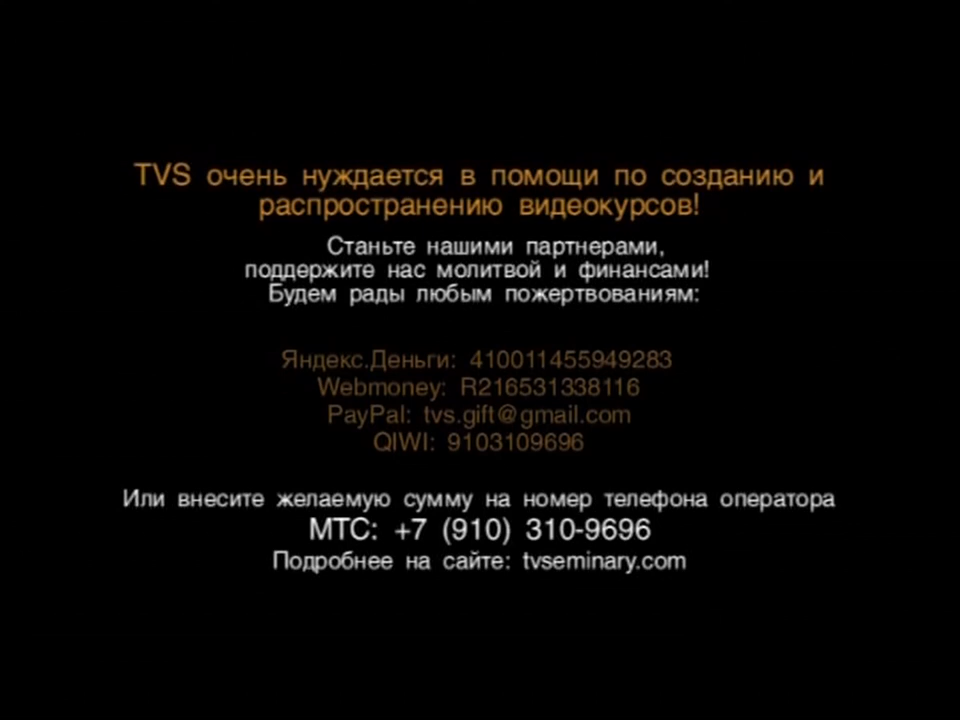 TVS очень нуждается в помощи по созданию и
распространению видеокурсов!
Станьте нашими партнерами,
поддержите нас молитвой и финансами!
Будем рады любым пожертвованиям:
Яндекс.Деньги: 410011455949283
Webmoney: R216531338116
PayPal: tvs.gift@gmail.com
QIWI: 9103109696
Или внесите желаемую сумму на номер телефона оператора
МТС: +7 (910) 310-9696
Подробнее на сайте: tvseminary.com